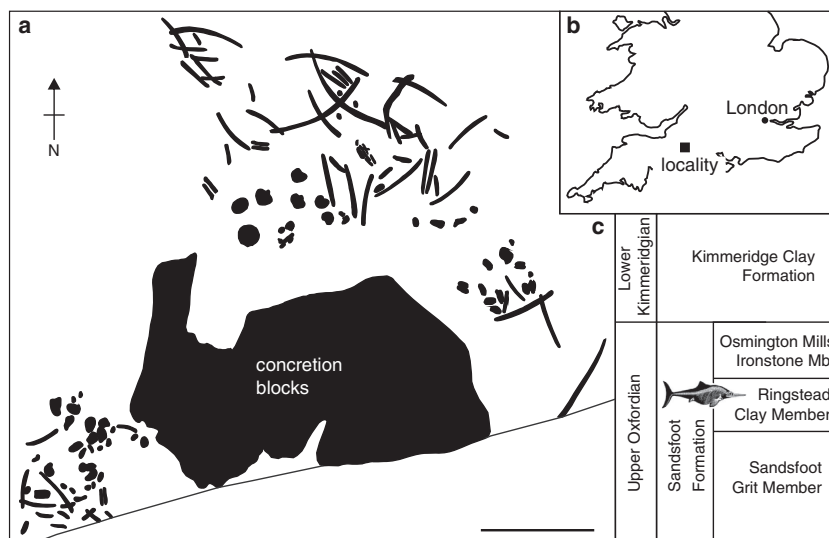 a
N
concretion
blocks
b
London
locality
c
Lower
Kimmeridgian
Kimmeridge Clay
Formation
Upper Oxfordian
Sandsfoot
Formation
Osmington Mills
Ironstone Mb
Ringstead
Clay Member
Sandsfoot
Grit Member